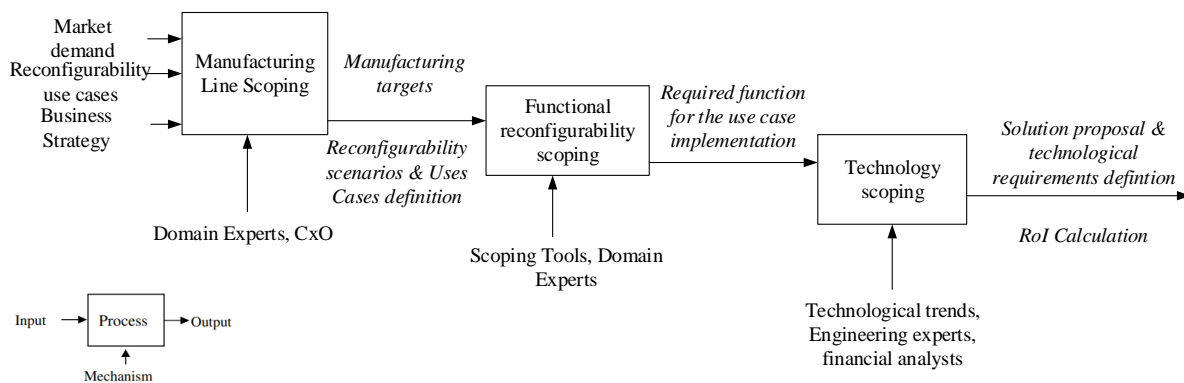 Market
demand
Reconfigurability
use cases
Business
Strategy
Manufacturing
Line Scoping
Domain Experts, CxO
Manufacturing
targets
Reconfigurability
scenarios & Uses
Cases definition
Functional
reconfigurability
scoping
Scoping Tools, Domain
Experts
Required function
for the use case
implementation
Technology
scoping
Technological trends,
Engineering experts,
financial analysts
Solution proposal &
technological
requirements defintion
RoI Calculation
Input
Process
Output
Mechanism